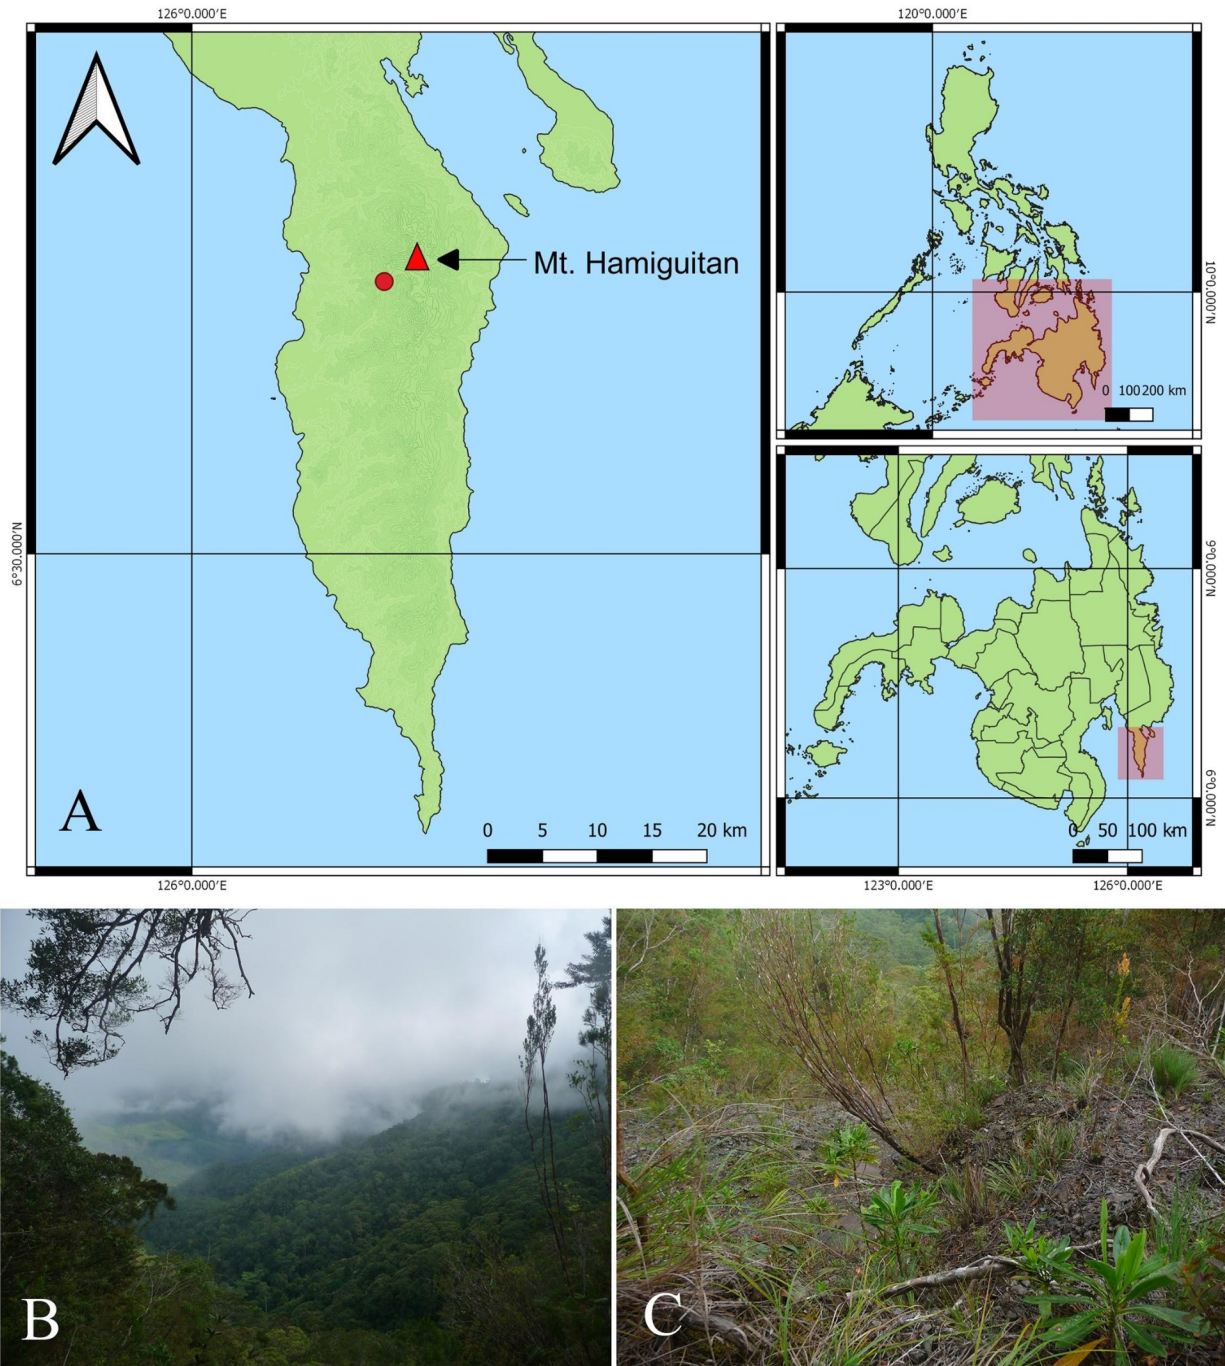 126°0.000′E
120°0.000′E
Mt. Hamiguitan
10°0.000′N
0 100 200 km
6°30.000′N
9°0.000′N
6°0.000′N
A
0 5 10 15 20 km
0 50 100 km
126°0.000′E
123°0.000′E 126°0.000′E
B
C